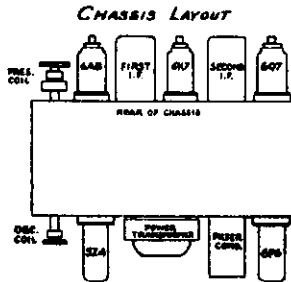 CHASSIS LAYOUT
PRES.
COIL
6A8
FIRST
I.F.
6K7
SECOND
I.F.
6Q7
REAR OF CHASSIS
OSC.
COIL
5Z4
POWER
TRANSFORMER
FILTER
COND.
6F6